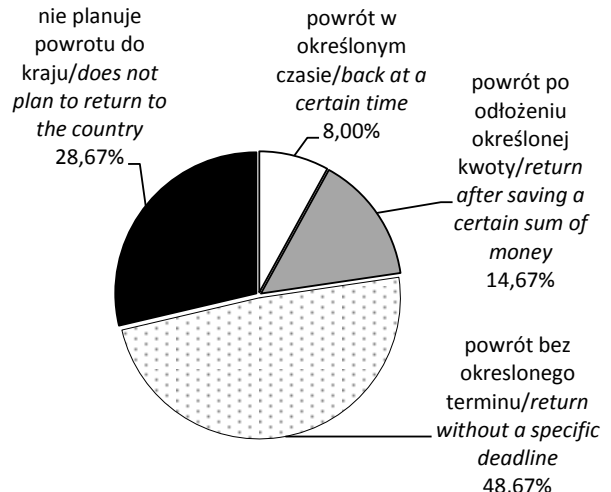 nie planuje
powrotu do
kraju/does not
plan to return to
the country
28,67%
powrót w
określonym
czasie/back at a
certain time
8,00%
powrót po
odłożeniu
określonej
kwoty/return
after saving a
certain sum of
money
14,67%
powrót bez
okreslonego
terminu/return
without a specific
deadline
48,67%